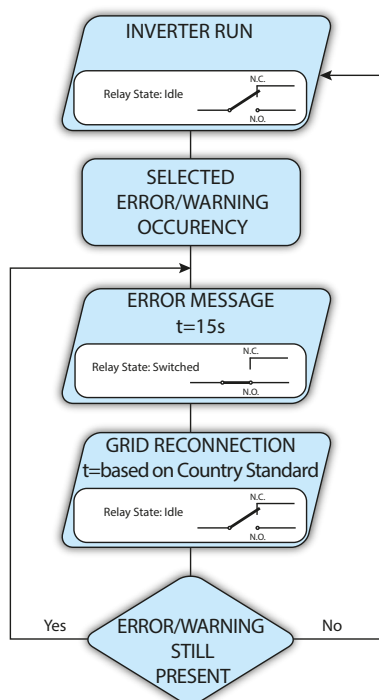 INVERTER RUN
N.C.
Relay State: Idle
N.O.
SELECTED
ERROR/WARNING
OCCURENCY
ERROR MESSAGE
t=15s
N.C.
Relay State: Switched
N.O.
GRID RECONNECTION
t=based on Country Standard
N.C.
Relay State: Idle
N.O.
Yes
ERROR/WARNING
STILL
PRESENT
No